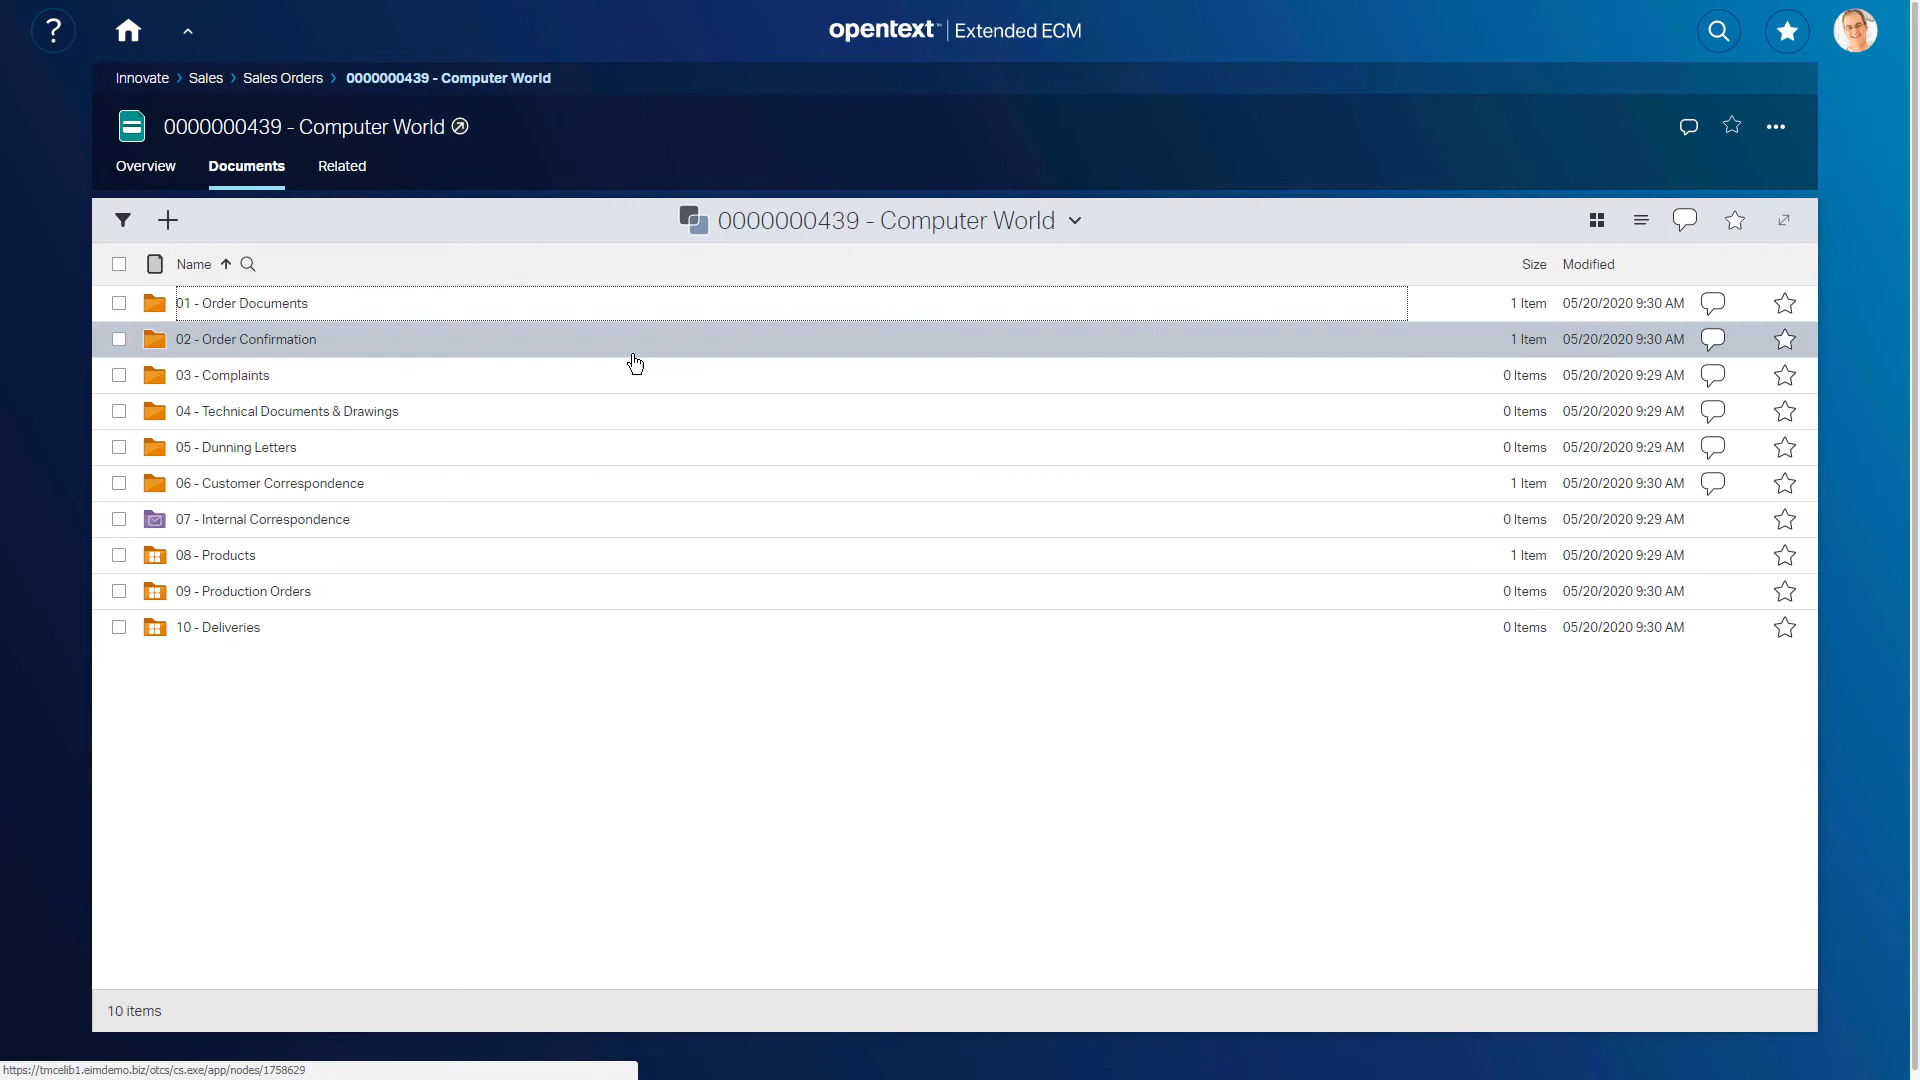 ?
opentext™ | Extended ECM
Innovate > Sales > Sales Orders > 0000000439 - Computer World
0000000439 - Computer World
Overview Documents Related
0000000439 - Computer World
Name Size Modified
01 - Order Documents 1 Item 05/20/2020 9:30 AM
02 - Order Confirmation 1 Item 05/20/2020 9:30 AM
03 - Complaints 0 Items 05/20/2020 9:29 AM
04 - Technical Documents & Drawings 0 Items 05/20/2020 9:29 AM
05 - Dunning Letters 0 Items 05/20/2020 9:29 AM
06 - Customer Correspondence 1 Item 05/20/2020 9:30 AM
07 - Internal Correspondence 0 Items 05/20/2020 9:29 AM
08 - Products 1 Item 05/20/2020 9:29 AM
09 - Production Orders 0 Items 05/20/2020 9:30 AM
10 - Deliveries 0 Items 05/20/2020 9:30 AM
10 items
https://tmcelib1.eimdemo.biz/otcs/cs.exe/app/nodes/1758629